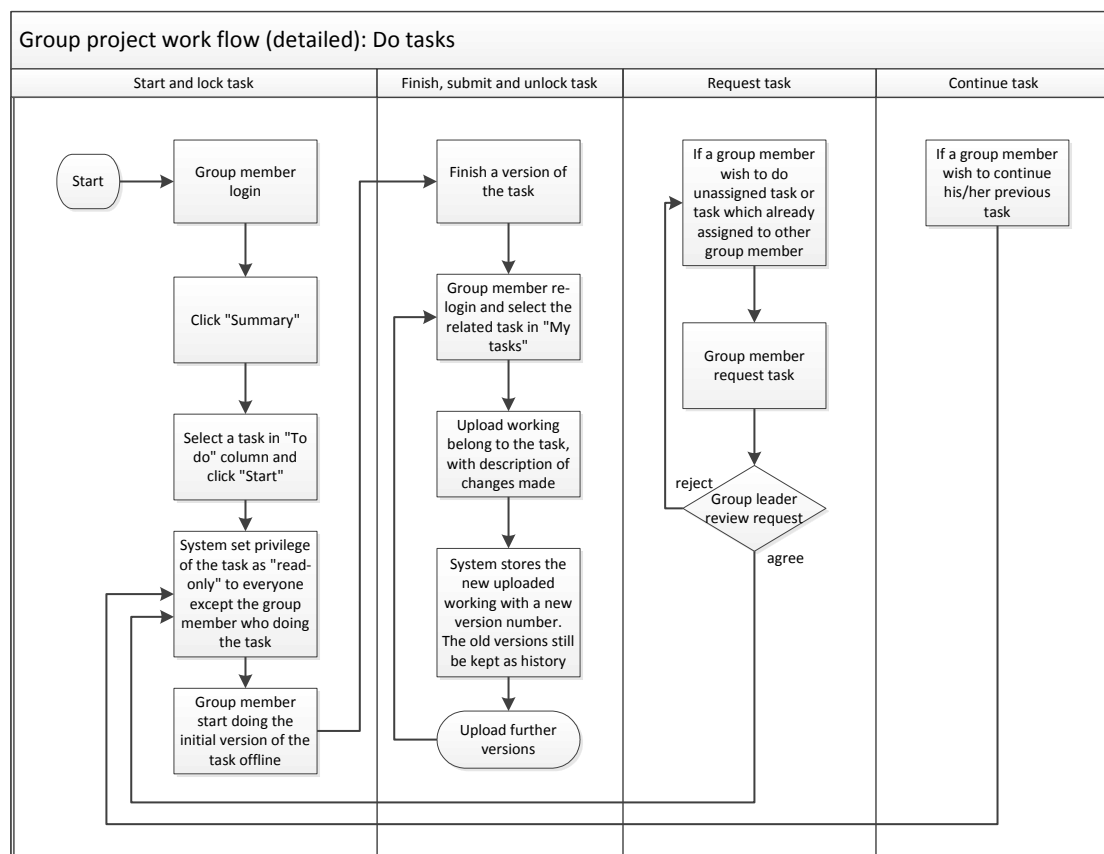 Group project work flow (detailed): Do tasks
Start and lock task
Finish, submit and unlock task
Request task
Continue task
Start
Group member
login
Click "Summary"
Select a task in "To
do" column and
click "Start"
System set privilege
of the task as "read-
only" to everyone
except the group
member who doing
the task
Group member
start doing the
initial version of the
task offline
Finish a version of
the task
Group member re-
login and select the
related task in "My
tasks"
Upload working
belong to the task,
with description of
changes made
System stores the
new uploaded
working with a new
version number.
The old versions still
be kept as history
Upload further
versions
If a group member
wish to do
unassigned task or
task which already
assigned to other
group member
Group member
request task
reject
Group leader
review request
agree
If a group member
wish to continue
his/her previous
task